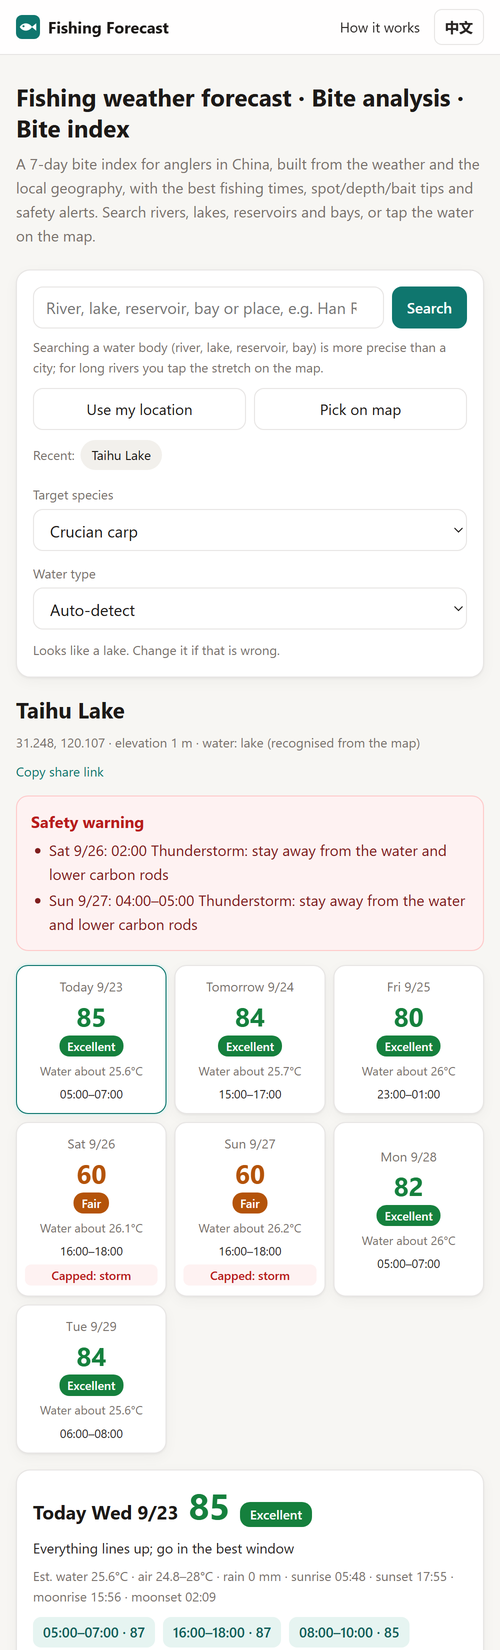 Fishing Forecast
How it works
中文
Fishing weather forecast · Bite analysis ·
Bite index
A 7-day bite index for anglers in China, built from the weather and the
local geography, with the best fishing times, spot/depth/bait tips and
safety alerts. Search rivers, lakes, reservoirs and bays, or tap the water
on the map.
River, lake, reservoir, bay or place, e.g. Han
Search
Searching a water body (river, lake, reservoir, bay) is more precise than a
city; for long rivers you tap the stretch on the map.
Use my location
Pick on map
Recent:
Taihu Lake
Target species
Crucian carp
Water type
Auto-detect
Looks like a lake. Change it if that is wrong.
Taihu Lake
31.248, 120.107 · elevation 1 m · water: lake (recognised from the map)
Copy share link
Safety warning
• Sat 9/26: 02:00 Thunderstorm: stay away from the water and
lower carbon rods
• Sun 9/27: 04:00–05:00 Thunderstorm: stay away from the water
and lower carbon rods
Today 9/23
85
Excellent
Water about 25.6°C
05:00–07:00
Tomorrow 9/24
84
Excellent
Water about 25.7°C
15:00–17:00
Fri 9/25
80
Excellent
Water about 26°C
23:00–01:00
Sat 9/26
60
Fair
Water about 26.1°C
16:00–18:00
Capped: storm
Sun 9/27
60
Fair
Water about 26.2°C
16:00–18:00
Capped: storm
Mon 9/28
82
Excellent
Water about 26°C
05:00–07:00
Tue 9/29
84
Excellent
Water about 25.6°C
06:00–08:00
Today Wed 9/23 85 Excellent
Everything lines up; go in the best window
Est. water 25.6°C · air 24.8–28°C · rain 0 mm · sunrise 05:48 · sunset 17:55 ·
moonrise 15:56 · moonset 02:09
05:00–07:00 · 87
16:00–18:00 · 87
08:00–10:00 · 85